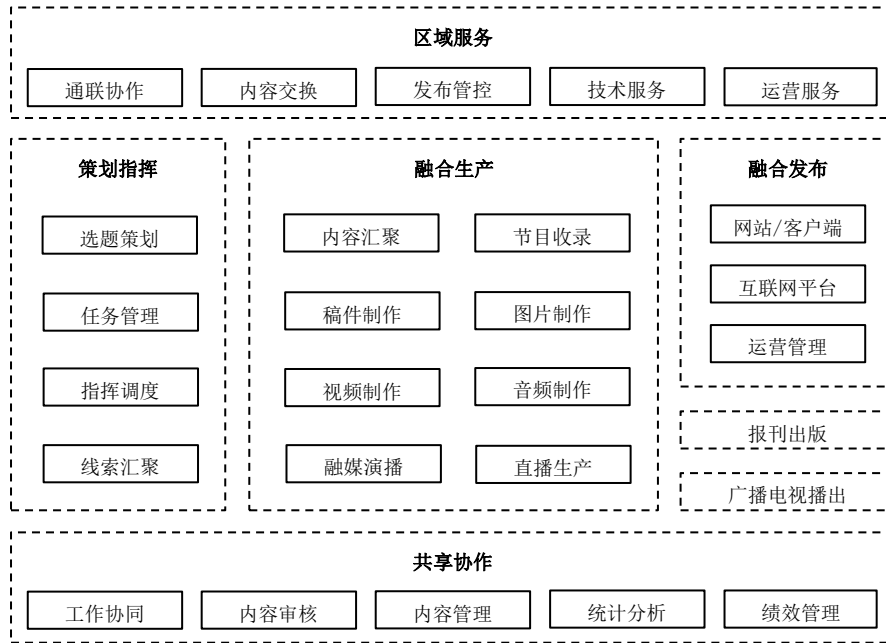 区域服务
通联协作 内容交换 发布管控 技术服务 运营服务
策划指挥
选题策划
任务管理
指挥调度
线索汇聚
融合生产
内容汇聚 节目收录
稿件制作 图片制作
视频制作 音频制作
融媒演播 直播生产
融合发布
网站/客户端
互联网平台
运营管理
报刊出版
广播电视播出
共享协作
工作协同 内容审核 内容管理 统计分析 绩效管理